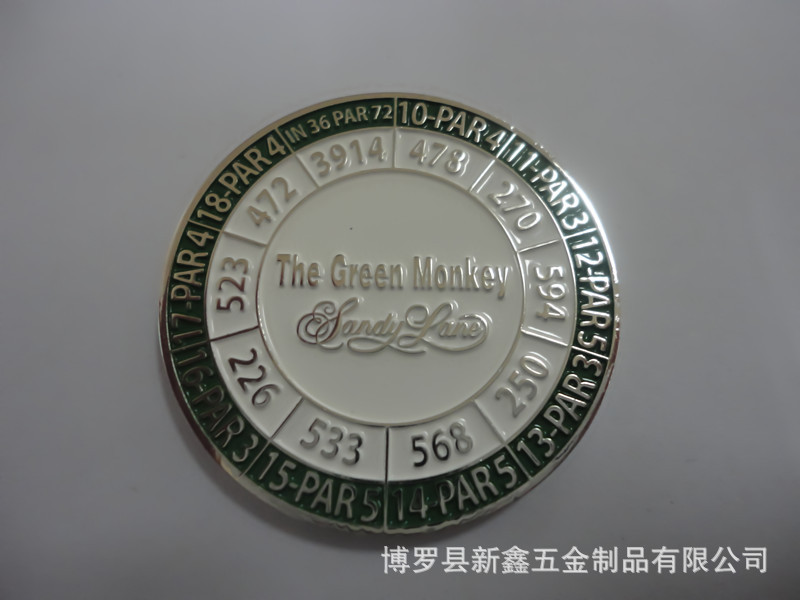 The Green Monkey
Sandy Lane
IN 36 PAR 72
3914
10-PAR 4
478
11-PAR 3
270
12-PAR 5
594
13-PAR 3
250
14-PAR 5
568
15-PAR 5
533
16-PAR 3
226
17-PAR 4
523
18-PAR 4
472
博罗县新鑫五金制品有限公司